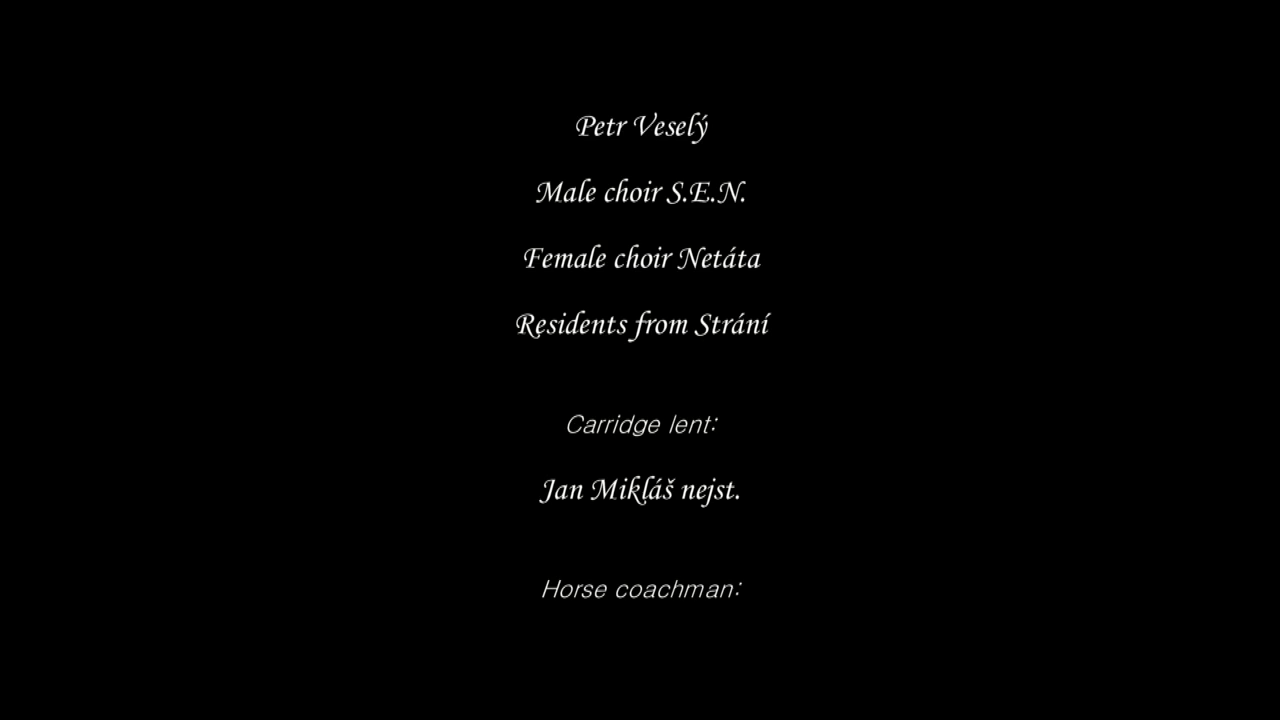 Petr Veselý
Male choir S.E.N.
Female choir Netáta
Residents from Strání
Carridge lent:
Jan Mikláš nejst.
Horse coachman: